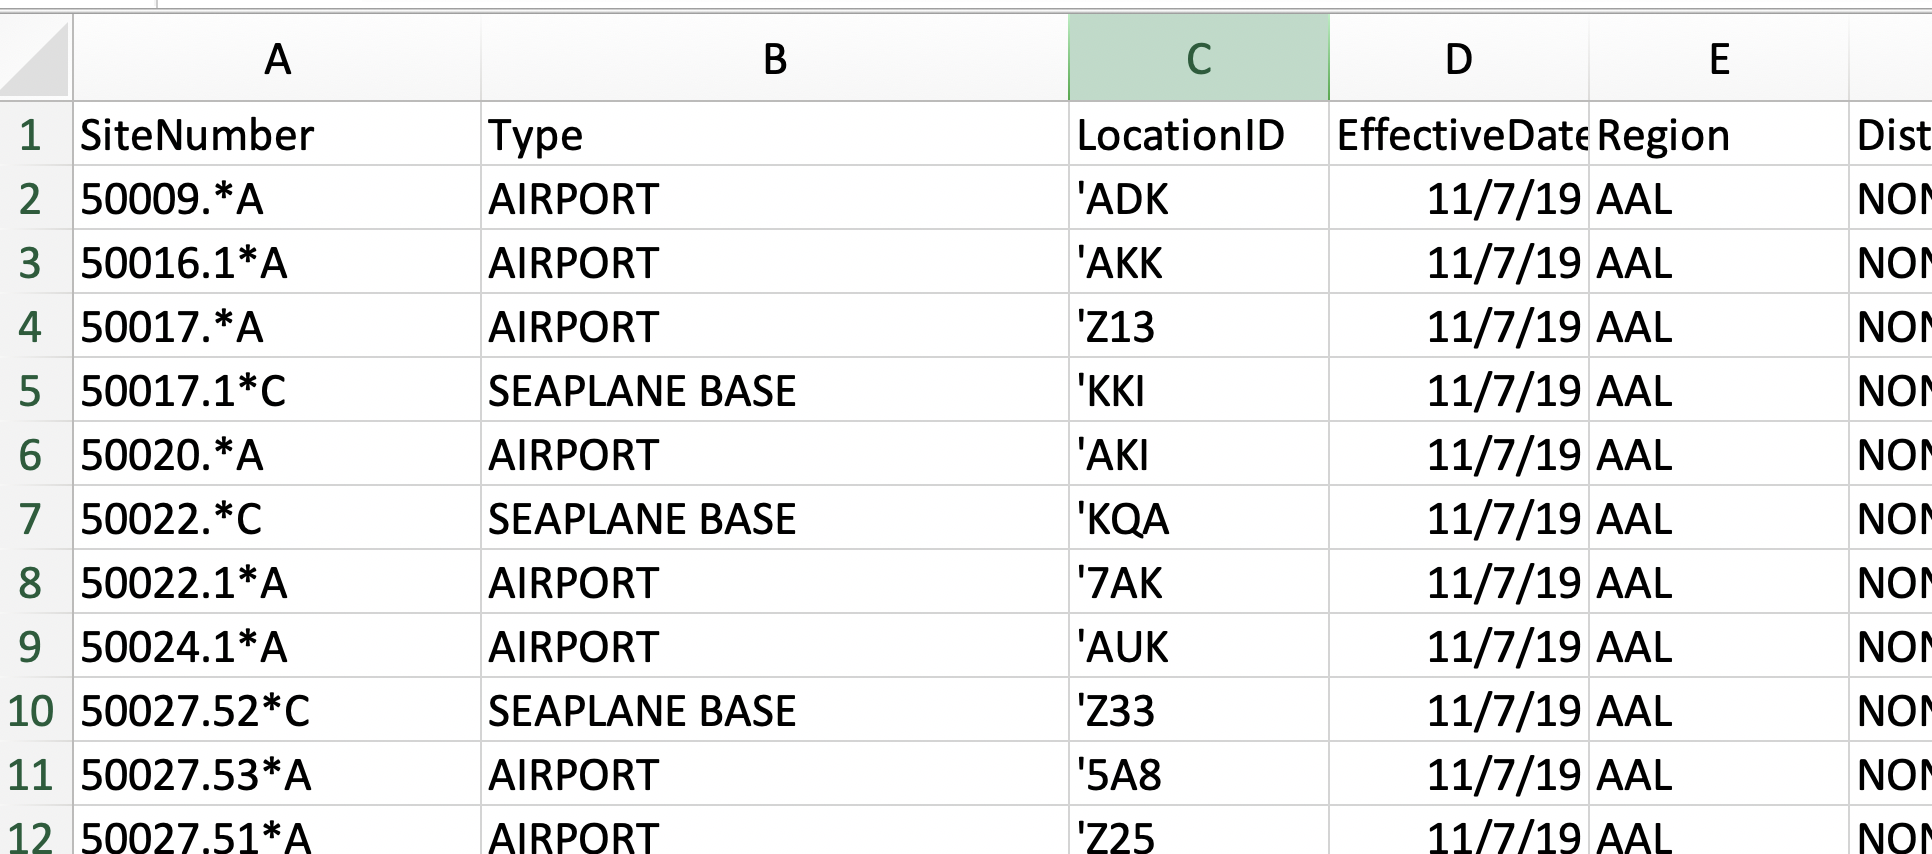 A B C D E
1 SiteNumber Type LocationID EffectiveDate Region Dist
2 50009.*A AIRPORT 'ADK 11/7/19 AAL NON
3 50016.1*A AIRPORT 'AKK 11/7/19 AAL NON
4 50017.*A AIRPORT 'Z13 11/7/19 AAL NON
5 50017.1*C SEAPLANE BASE 'KKI 11/7/19 AAL NON
6 50020.*A AIRPORT 'AKI 11/7/19 AAL NON
7 50022.*C SEAPLANE BASE 'KQA 11/7/19 AAL NON
8 50022.1*A AIRPORT '7AK 11/7/19 AAL NON
9 50024.1*A AIRPORT 'AUK 11/7/19 AAL NON
10 50027.52*C SEAPLANE BASE 'Z33 11/7/19 AAL NON
11 50027.53*A AIRPORT '5A8 11/7/19 AAL NON
12 50027.51*A AIRPORT 'Z25 11/7/19 AAL NON